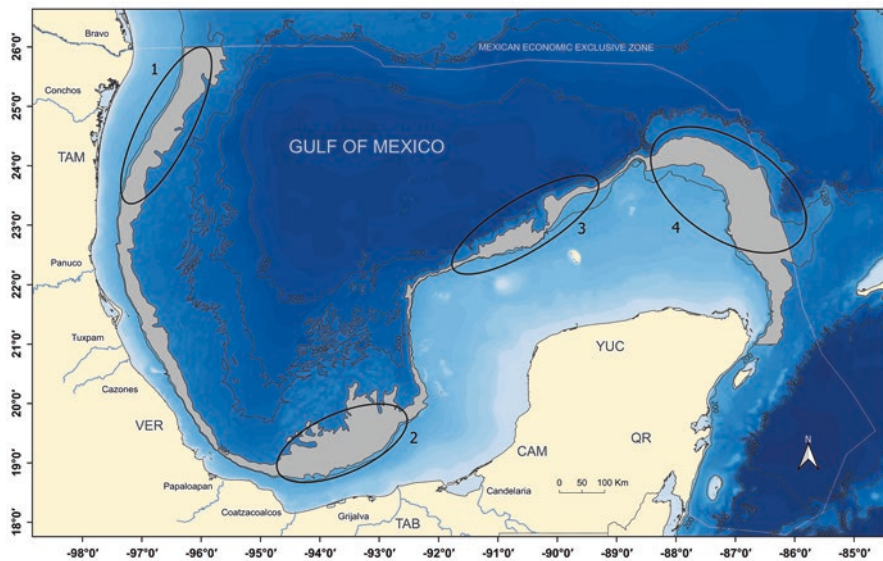 Bravo
26°0'
MEXICAN ECONOMIC EXCLUSIVE ZONE
1
Conchos
25°0'
GULF OF MEXICO
TAM
24°0'
3
4
23°0'
Panuco
22°0'
Tuxpam
21°0'
YUC
Cazones
20°0'
VER
2
QR
N
19°0'
CAM
Papaloapan
0 50 100 Km
Candelaria
Coatzacoalcos
Grijalva
TAB
18°0'
-98°0' -97°0' -96°0' -95°0' -94°0' -93°0' -92°0' -91°0' -90°0' -89°0' -88°0' -87°0' -86°0' -85°0'